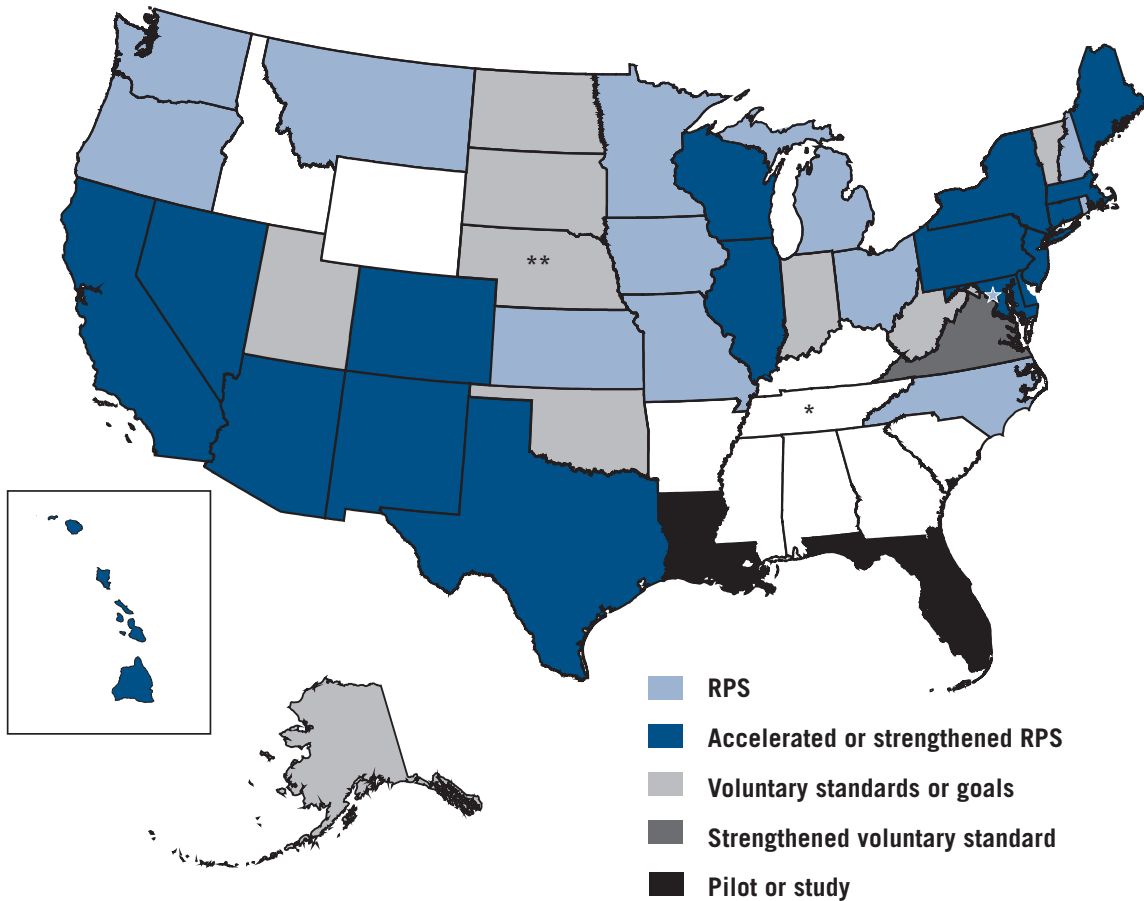 **
*
RPS
Accelerated or strengthened RPS
Voluntary standards or goals
Strengthened voluntary standard
Pilot or study